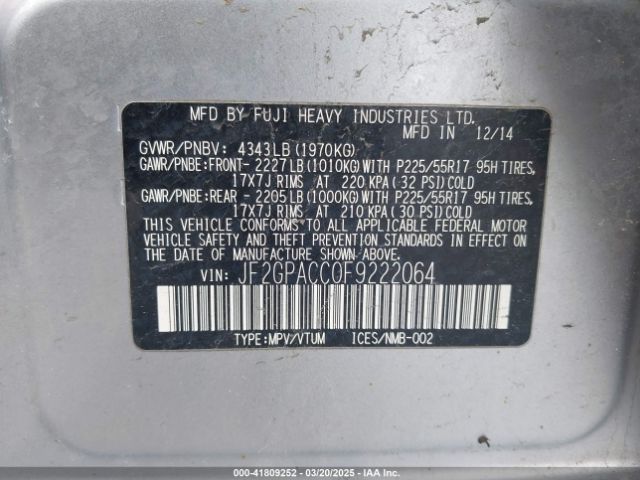 MFD BY FUJI HEAVY INDUSTRIES LTD.
MFD IN 12/14
GVWR/PNBV: 4343LB(1970KG)
GAWR/PNBE:FRONT-2227LB(1010KG)WITH P225/55R17 95H TIRES,
17X7J RIMS AT 220 KPA(32 PSI)COLD
GAWR/PNBE:REAR -2205LB(1000KG)WITH P225/55R17 95H TIRES,
17X7J RIMS AT 210 KPA(30 PSI)COLD
THIS VEHICLE CONFORMS TO ALL APPLICABLE FEDERAL MOTOR
VEHICLE SAFETY AND THEFT PREVENTION STANDARDS IN EFFECT
ON THE DATE OF MANUFACTURE SHOWN ABOVE.
VIN: JF2GPACC0F9222064
TYPE:MPV/VTUM ICES/NMB-002
000-41809252 - 03/20/2025 - IAA Inc.